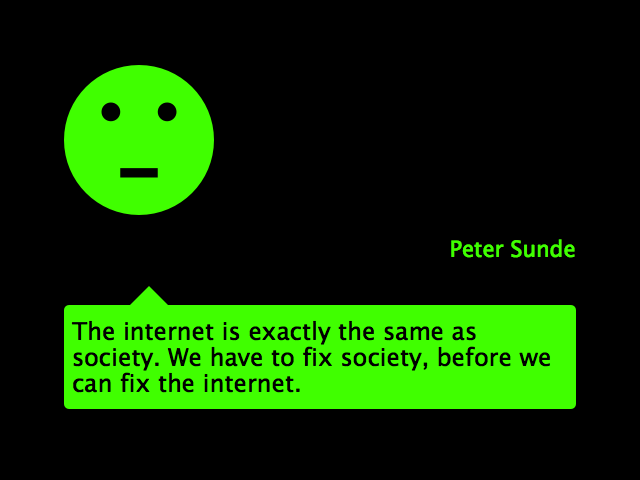 Peter Sunde
The internet is exactly the same as
society. We have to fix society, before we
can fix the internet.